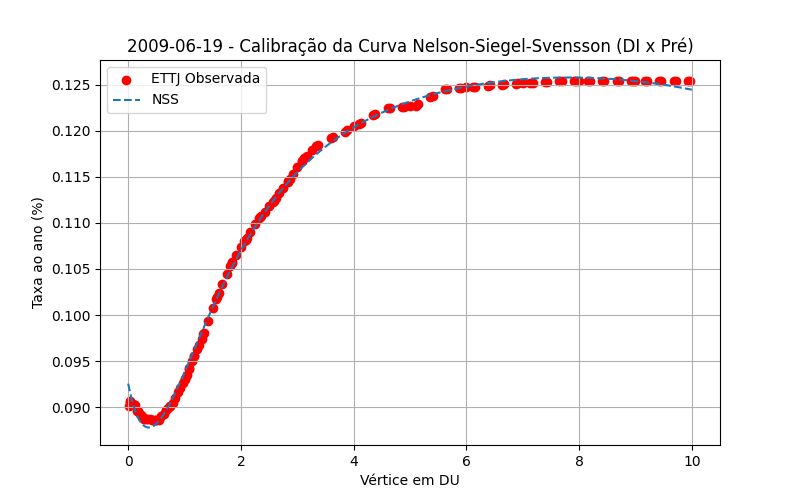 2009-06-19 - Calibração da Curva Nelson-Siegel-Svensson (DI x Pré)
ETTJ Observada
NSS
Taxa ao ano (%)
0.125
0.120
0.115
0.110
0.105
0.100
0.095
0.090
0 2 4 6 8 10
Vértice em DU